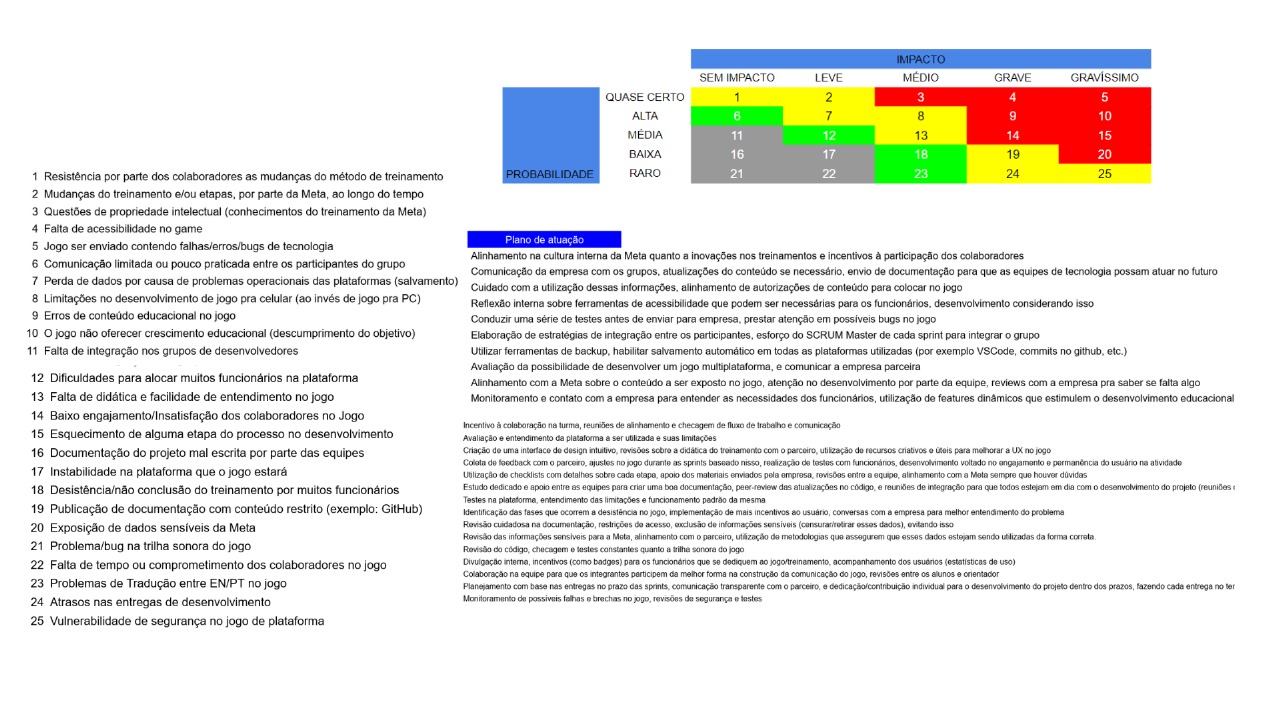 IMPACTO
SEM IMPACTO LEVE MÉDIO GRAVE GRAVÍSSIMO
QUASE CERTO 1 2 3 4 5
ALTA 6 7 8 9 10
MÉDIA 11 12 13 14 15
BAIXA 16 17 18 19 20
PROBABILIDADE RARO 21 22 23 24 25
1 Resistência por parte dos colaboradores as mudanças do método de treinamento
2 Mudanças do treinamento e/ou etapas, por parte da Meta, ao longo do tempo
3 Questões de propriedade intelectual (conhecimentos do treinamento da Meta)
4 Falta de acessibilidade no game
5 Jogo ser enviado contendo falhas/erros/bugs de tecnologia
6 Comunicação limitada ou pouco praticada entre os participantes do grupo
7 Perda de dados por causa de problemas operacionais das plataformas (salvamento)
8 Limitações no desenvolvimento de jogo pra celular (ao invés de jogo pra PC)
9 Erros de conteúdo educacional no jogo
10 O jogo não oferecer crescimento educacional (descumprimento do objetivo)
11 Falta de integração nos grupos de desenvolvedores
12 Dificuldades para alocar muitos funcionários na plataforma
13 Falta de didática e facilidade de entendimento no jogo
14 Baixo engajamento/Insatisfação dos colaboradores no Jogo
15 Esquecimento de alguma etapa do processo no desenvolvimento
16 Documentação do projeto mal escrita por parte das equipes
17 Instabilidade na plataforma que o jogo estará
18 Desistência/não conclusão do treinamento por muitos funcionários
19 Publicação de documentação com conteúdo restrito (exemplo: GitHub)
20 Exposição de dados sensíveis da Meta
21 Problema/bug na trilha sonora do jogo
22 Falta de tempo ou comprometimento dos colaboradores no jogo
23 Problemas de Tradução entre EN/PT no jogo
24 Atrasos nas entregas de desenvolvimento
25 Vulnerabilidade de segurança no jogo de plataforma
Plano de atuação
Alinhamento na cultura interna da Meta quanto a inovações nos treinamentos e incentivos à participação dos colaboradores
Comunicação da empresa com os grupos, atualizações do conteúdo se necessário, envio de documentação para que as equipes de tecnologia possam atuar no futuro
Cuidado com a utilização dessas informações, alinhamento de autorizações de conteúdo para colocar no jogo
Reflexão interna sobre ferramentas de acessibilidade que podem ser necessárias para os funcionários, desenvolvimento considerando isso
Conduzir uma série de testes antes de enviar para empresa, prestar atenção em possíveis bugs no jogo
Elaboração de estratégias de integração entre os participantes, esforço do SCRUM Master de cada sprint para integrar o grupo
Utilizar ferramentas de backup, habilitar salvamento automático em todas as plataformas utilizadas (por exemplo VSCode, commits no github, etc.)
Avaliação da possibilidade de desenvolver um jogo multiplataforma, e comunicar a empresa parceira
Alinhamento com a Meta sobre o conteúdo a ser exposto no jogo, atenção no desenvolvimento por parte da equipe, reviews com a empresa pra saber se falta algo
Monitoramento e contato com a empresa para entender as necessidades dos funcionários, utilização de features dinâmicos que estimulem o desenvolvimento educacional
Incentivo à colaboração na turma, reuniões de alinhamento e checagem de fluxo de trabalho e comunicação
Avaliação e entendimento da plataforma a ser utilizada e suas limitações
Criação de uma interface de design intuitivo, revisões sobre a didática do treinamento com o parceiro, utilização de recursos criativos e úteis para melhorar a UX no jogo
Coleta de feedback com o parceiro, ajustes no jogo durante as sprints baseado nisso, realização de testes com funcionários, desenvolvimento voltado no engajamento e permanência do usuário na atividade
Utilização de checklists com detalhes sobre cada etapa, apoio dos materiais enviados pela empresa, revisões entre a equipe, alinhamento com a Meta sempre que houver dúvidas
Estudo dedicado e apoio entre as equipes para criar uma boa documentação, peer-review das atualizações no código, e reuniões de integração para que todos estejam em dia com o desenvolvimento do projeto (reuniões
Testes na plataforma, entendimento das limitações e funcionamento padrão da mesma
Identificação das fases que ocorrem a desistência no jogo, implementação de mais incentivos ao usuário, conversas com a empresa para melhor entendimento do problema
Revisão cuidadosa na documentação, restrições de acesso, exclusão de informações sensíveis (censurar/retirar esses dados), evitando isso
Revisão das informações sensíveis para a Meta, alinhamento com o parceiro, utilização de metodologias que assegurem que esses dados estejam sendo utilizadas da forma correta.
Revisão do código, checagem e testes constantes quanto a trilha sonora do jogo
Divulgação interna, incentivos (como badges) para os funcionários que se dediquem ao jogo/treinamento, acompanhamento dos usuários (estatísticas de uso)
Colaboração na equipe para que os integrantes participem da melhor forma na construção da comunicação do jogo, revisões entre os alunos e orientador
Planejamento com base nas entregas no prazo das sprints, comunicação transparente com o parceiro, e dedicação/contribuição individual para o desenvolvimento do projeto dentro dos prazos, fazendo cada entrega no
Monitoramento de possíveis falhas e brechas no jogo, revisões de segurança e testes